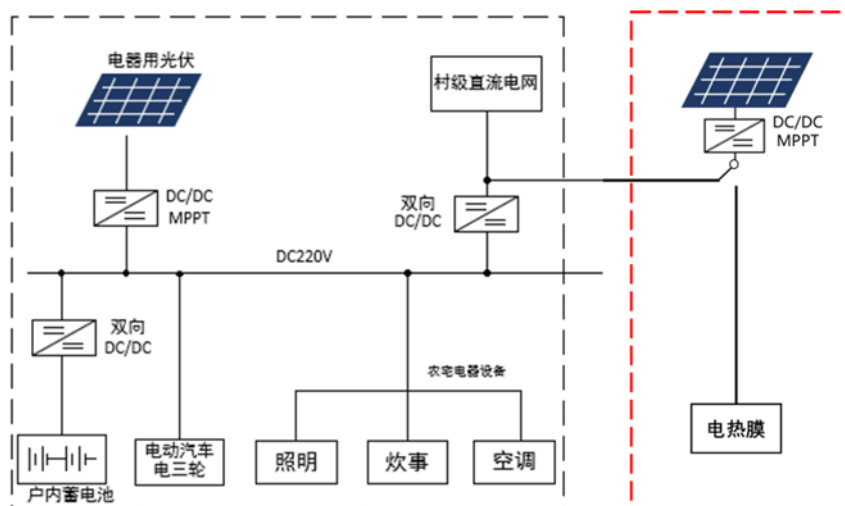 电器用光伏
村级直流电网
DC/DC
MPPT
DC/DC
MPPT
双向
DC/DC
DC220V
双向
DC/DC
农宅电器设备
电动汽车
电三轮
照明
炊事
空调
电热膜
户内蓄电池